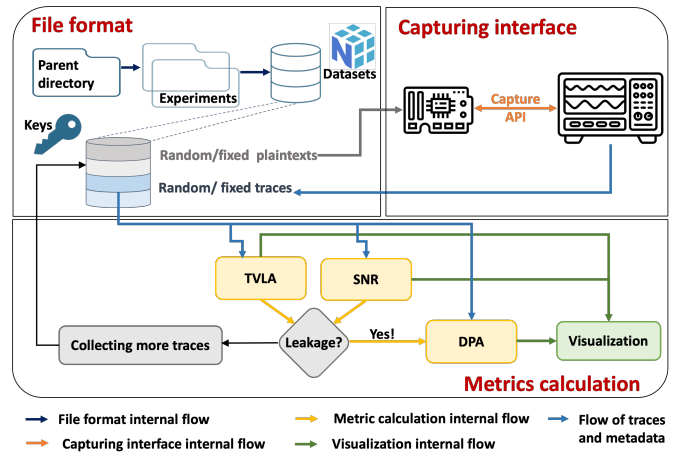 File format
Capturing interface
Parent
directory
Experiments
N
Datasets
Keys
Capture
API
Random/fixed plaintexts
Random/ fixed traces
TVLA
SNR
Collecting more traces
Leakage?
Yes!
DPA
Visualization
Metrics calculation
File format internal flow
Metric calculation internal flow
Flow of traces
and metadata
Capturing interface internal flow
Visualization internal flow